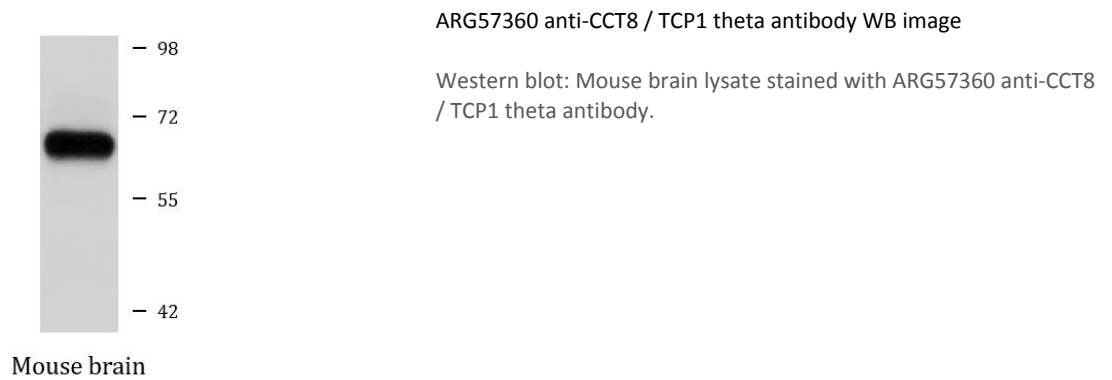 ARG57360 anti-CCT8 / TCP1 theta antibody WB image
Western blot: Mouse brain lysate stained with ARG57360 anti-CCT8
/ TCP1 theta antibody.
– 98
– 72
– 55
– 42
Mouse brain